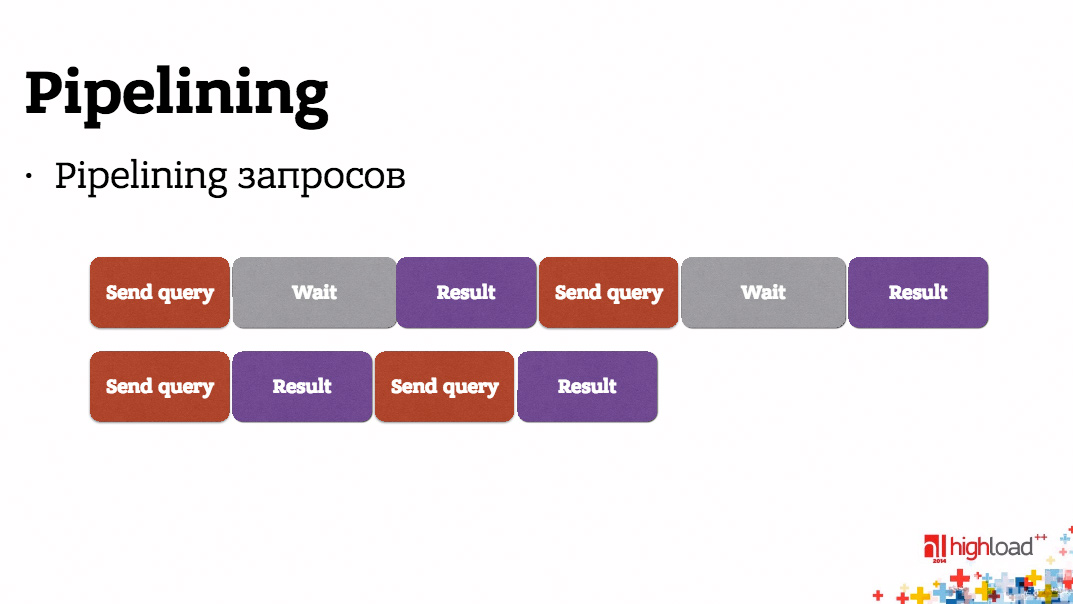 Pipelining
• Pipelining запросов
Send query Wait Result Send query Wait Result
Send query Result Send query Result
highload++
2014